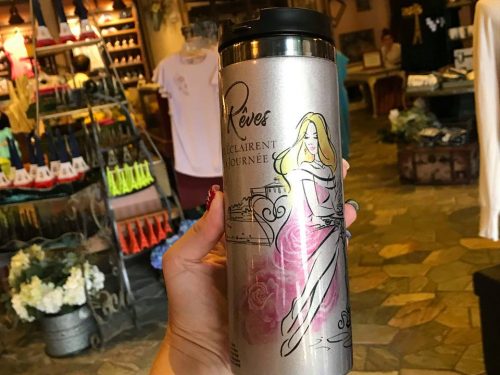 Rêves
ÉCLAIRENT
JOURNÉE